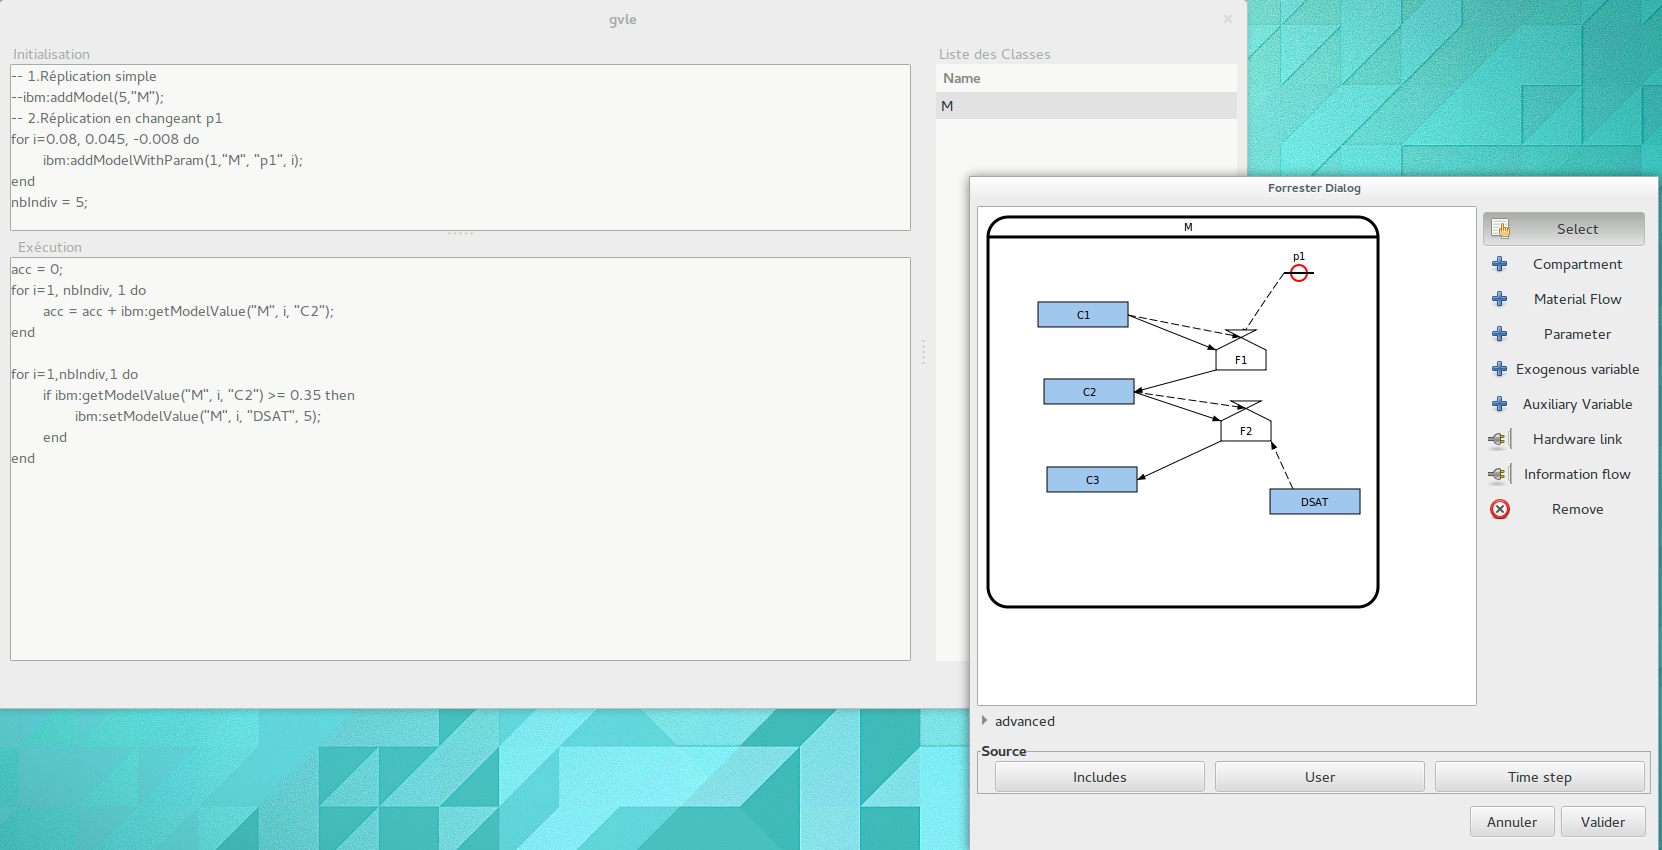 gvle
Initialisation
-- 1.Réplication simple
--ibm:addModel(5,"M");
-- 2.Réplication en changeant p1
for i=0.08, 0.045, -0.008 do
ibm:addModelWithParam(1,"M", "p1", i);
end
nbIndiv = 5;
Exécution
acc = 0;
for i=1, nbIndiv, 1 do
acc = acc + ibm:getModelValue("M", i, "C2");
end
for i=1,nbIndiv,1 do
if ibm:getModelValue("M", i, "C2") >= 0.35 then
ibm:setModelValue("M", i, "DSAT", 5);
end
end
Liste des Classes
Name
M
Forrester Dialog
M
p1
C1
F1
C2
F2
C3
DSAT
Select
Compartment
Material Flow
Parameter
Exogenous variable
Auxiliary Variable
Hardware link
Information flow
Remove
advanced
Source
Includes
User
Time step
Annuler
Valider